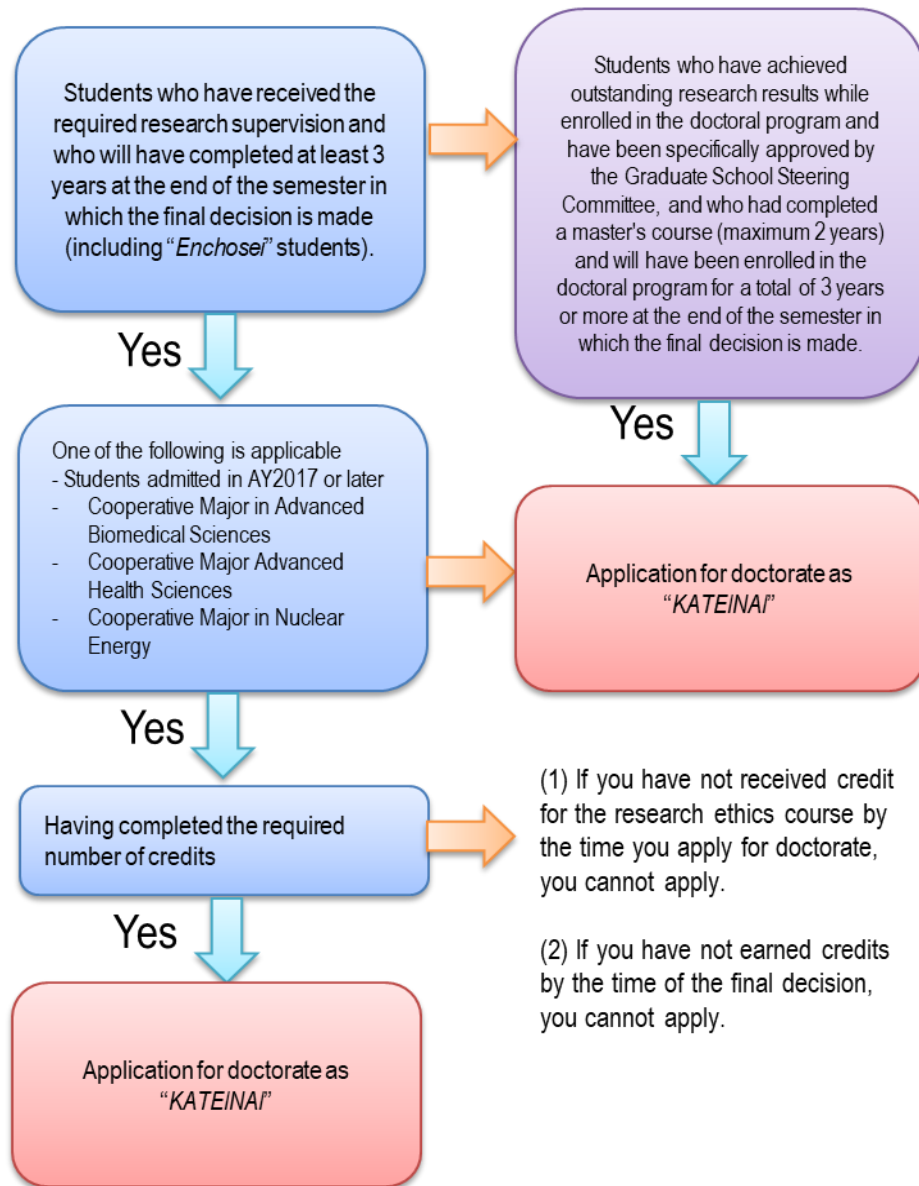 Students who have received the
required research supervision and
who will have completed at least 3
years at the end of the semester in
which the final decision is made
(including “Enchosei” students).
Students who have achieved
outstanding research results while
enrolled in the doctoral program and
have been specifically approved by
the Graduate School Steering
Committee, and who had completed
a master's course (maximum 2 years)
and will have been enrolled in the
doctoral program for a total of 3 years
or more at the end of the semester in
which the final decision is made.
Yes
Yes
One of the following is applicable
- Students admitted in AY2017 or later
- Cooperative Major in Advanced
Biomedical Sciences
- Cooperative Major Advanced
Health Sciences
- Cooperative Major in Nuclear
Energy
Application for doctorate as
“KATEINAI”
Yes
Having completed the required
number of credits
(1) If you have not received credit
for the research ethics course by
the time you apply for doctorate,
you cannot apply.
(2) If you have not earned credits
by the time of the final decision,
you cannot apply.
Yes
Application for doctorate as
“KATEINAI”